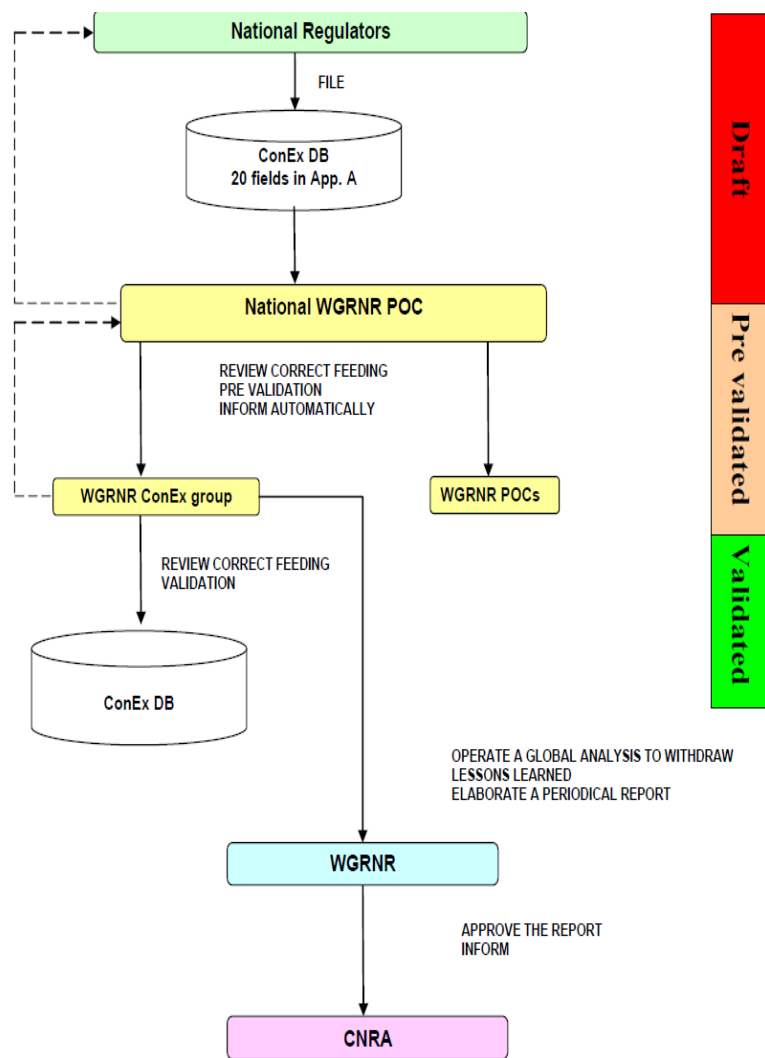 National Regulators
FILE
ConEx DB
20 fields in App. A
National WGRNR POC
REVIEW CORRECT FEEDING
PRE VALIDATION
INFORM AUTOMATICALLY
WGRNR ConEx group
WGRNR POCs
REVIEW CORRECT FEEDING
VALIDATION
ConEx DB
OPERATE A GLOBAL ANALYSIS TO WITHDRAW
LESSONS LEARNED
ELABORATE A PERIODICAL REPORT
WGRNR
APPROVE THE REPORT
INFORM
CNRA
Draft
Pre validated
Validated